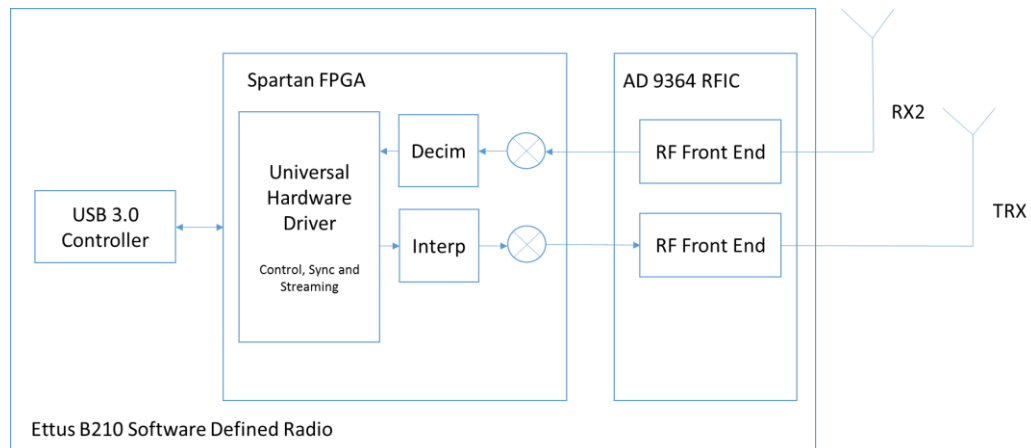 Spartan FPGA
AD 9364 RFIC
RX2
Decim
RF Front End
Universal
Hardware
Driver
USB 3.0
Controller
TRX
Interp
RF Front End
Control, Sync and
Streaming
Ettus B210 Software Defined Radio